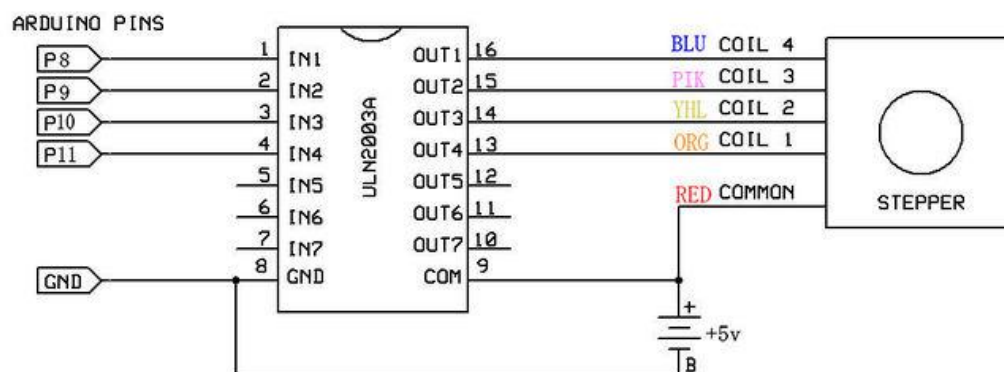 ARDUINO PINS
P8 1 IN1 OUT1 16 BLU COIL 4
P9 2 IN2 OUT2 15 PIK COIL 3
P10 3 IN3 OUT3 14 YHL COIL 2
P11 4 IN4 OUT4 13 ORG COIL 1
ULN2003A
5 IN5 OUT5 12
6 IN6 OUT6 11
RED COMMON
STEPPER
7 IN7 OUT7 10
GND 8 GND COM 9
+
+5v
B